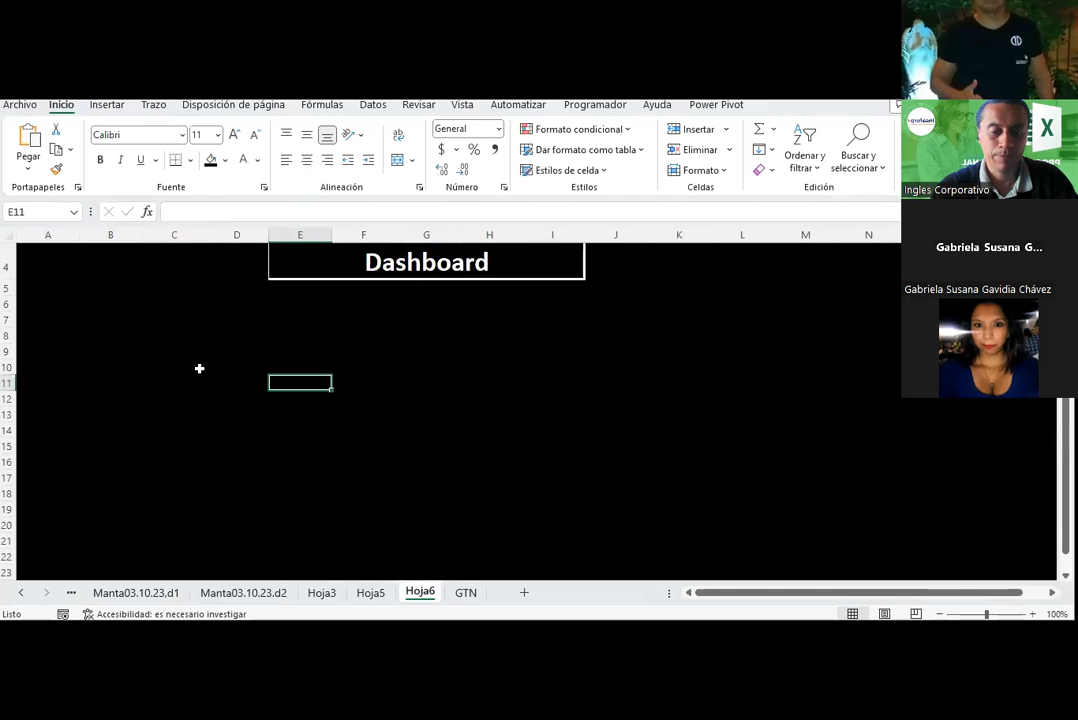 Archivo Inicio Insertar Trazo Disposición de página Fórmulas Datos Revisar Vista Automatizar Programador Ayuda Power Pivot
Pegar
Calibri 11
General
Formato condicional
Dar formato como tabla
Estilos de celda
Insertar
Eliminar
Formato
Ordenar y filtrar
Buscar y seleccionar
Portapapeles Fuente Alineación Número Estilos Celdas Edición
E11
fx
A B C D E F G H I J K L M N
4
5
6
7
8
9
10
11
12
13
14
15
16
17
18
19
20
21
22
23
Dashboard
Manta03.10.23,d1 Manta03.10.23.d2 Hoja3 Hoja5 Hoja6 GTN
Listo Accesibilidad: es necesario investigar 100%
Ingles Corporativo
Gabriela Susana G...
Gabriela Susana Gavidia Chávez